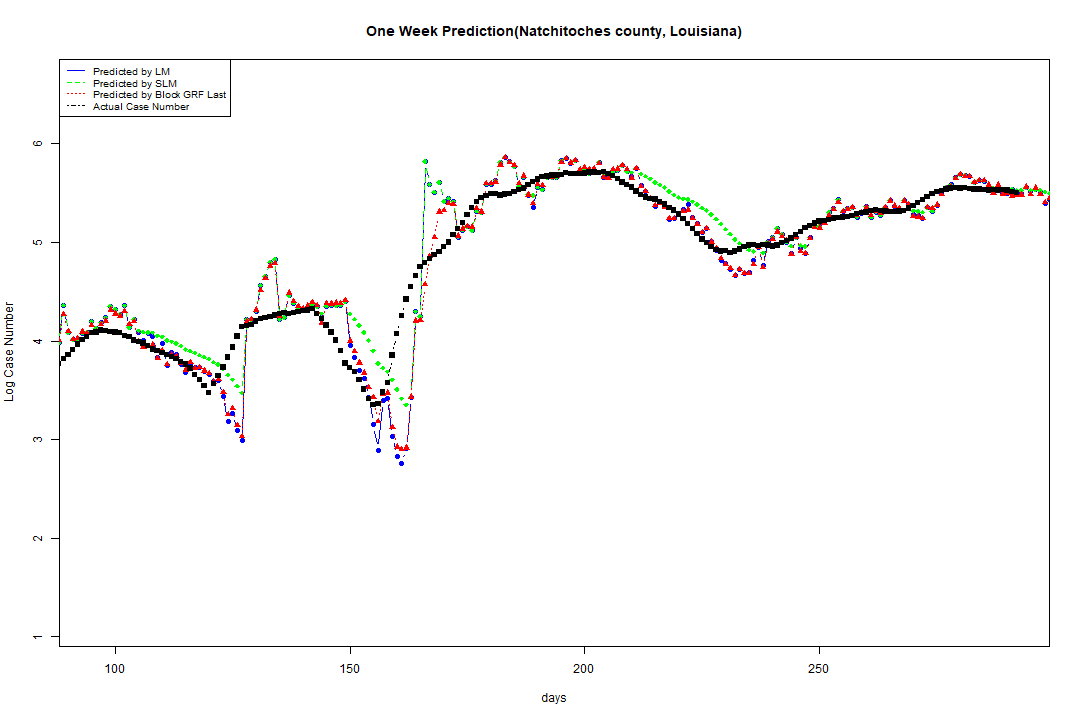 One Week Prediction(Natchitoches county, Louisiana)
Predicted by LM
Predicted by SLM
Predicted by Block GRF Last
Actual Case Number
6
5
4
3
2
1
Log Case Number
100 150 200 250
days